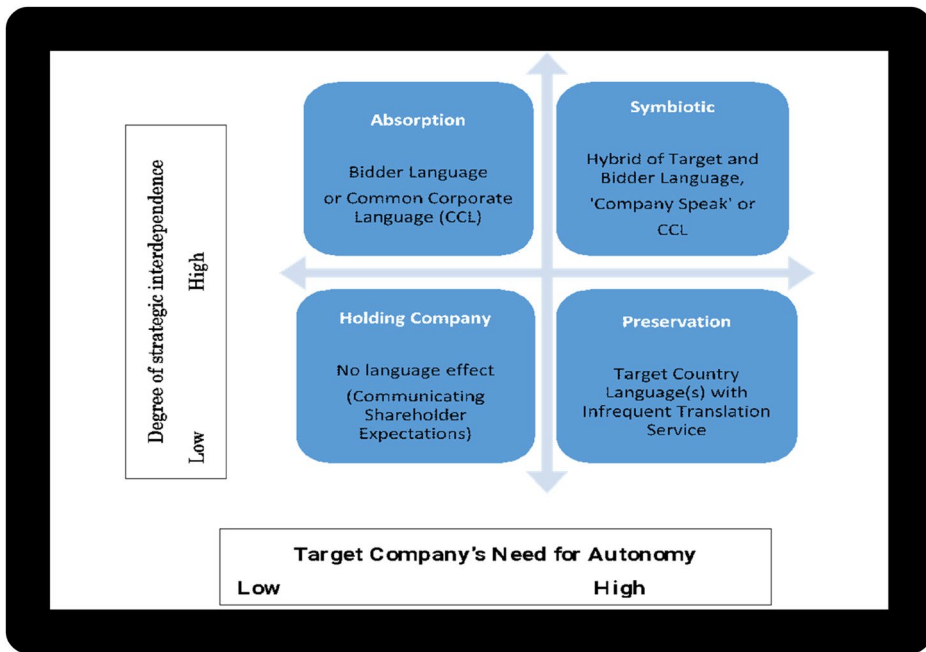 Degree of strategic interdependence
Low High
Absorption
Bidder Language
or Common Corporate
Language (CCL)
Symbiotic
Hybrid of Target and
Bidder Language,
'Company Speak' or
CCL
Holding Company
No language effect
(Communicating
Shareholder
Expectations)
Preservation
Target Country
Language(s) with
Infrequent Translation
Service
Target Company's Need for Autonomy
Low High